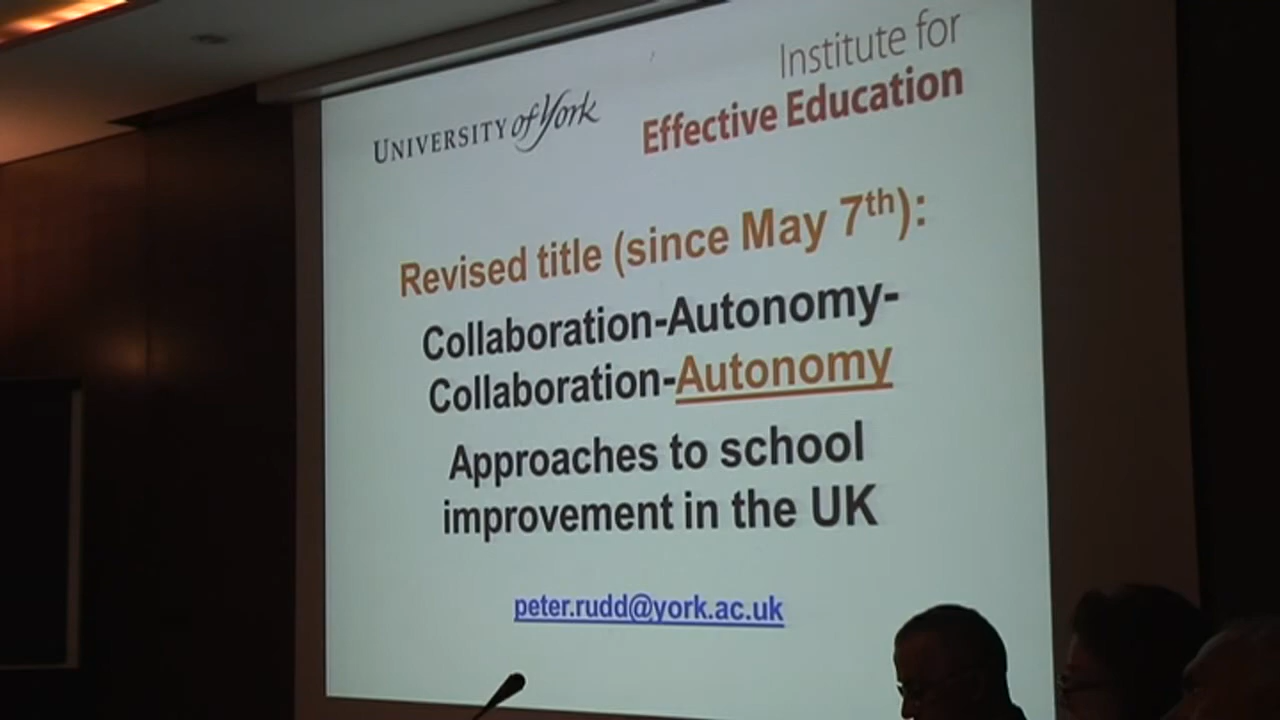 UNIVERSITY of York
Institute for
Effective Education
Revised title (since May 7th):
Collaboration-Autonomy-
Collaboration-Autonomy
Approaches to school
improvement in the UK
peter.rudd@york.ac.uk